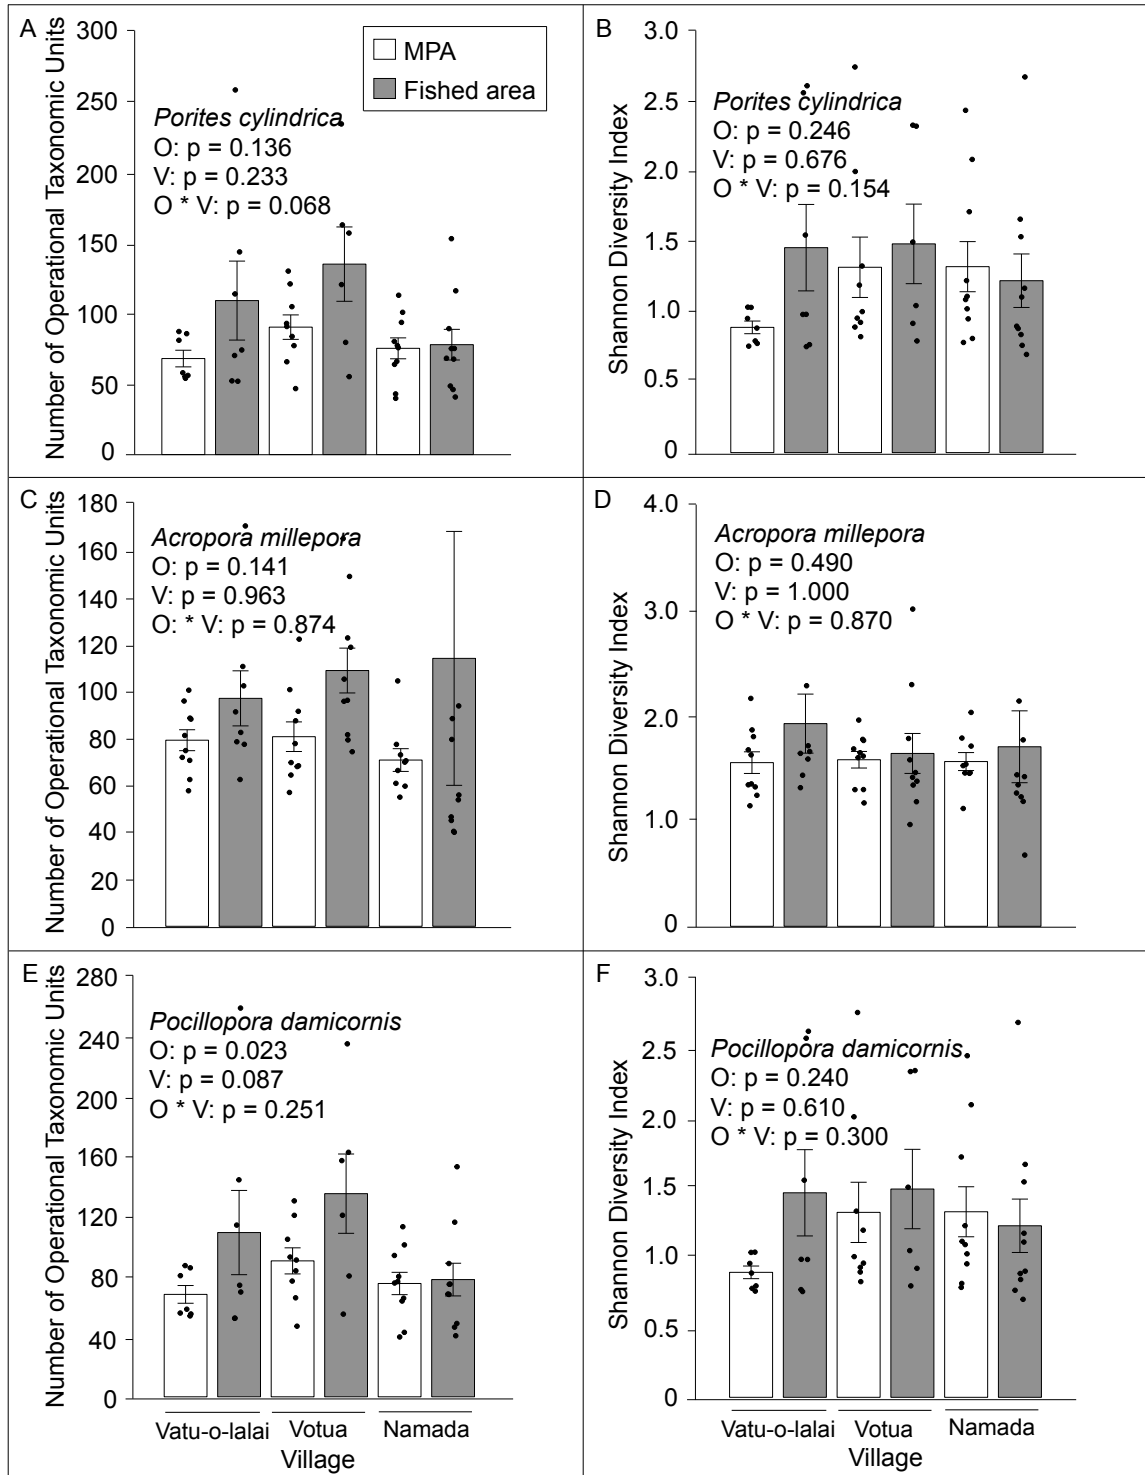 A
Number of Operational Taxonomic Units
300
250
200
150
100
50
0
MPA
Fished area
Porites cylindrica
O: p = 0.136
V: p = 0.233
O * V: p = 0.068
B
Shannon Diversity Index
3.0
2.5
2.0
1.5
1.0
0.5
0
Porites cylindrica
O: p = 0.246
V: p = 0.676
O * V: p = 0.154
C
Number of Operational Taxonomic Units
180
160
140
120
100
80
60
40
20
0
Acropora millepora
O: p = 0.141
V: p = 0.963
O: * V: p = 0.874
D
Shannon Diversity Index
4.0
3.0
2.0
1.0
0
Acropora millepora
O: p = 0.490
V: p = 1.000
O * V: p = 0.870
E
Number of Operational Taxonomic Units
280
240
200
160
120
80
40
0
Pocillopora damicornis
O: p = 0.023
V: p = 0.087
O * V: p = 0.251
Vatu-o-lalai
Votua
Namada
Village
F
Shannon Diversity Index
3.0
2.5
2.0
1.5
1.0
0.5
0
Pocillopora damicornis
O: p = 0.240
V: p = 0.610
O * V: p = 0.300
Vatu-o-lalai
Votua
Namada
Village